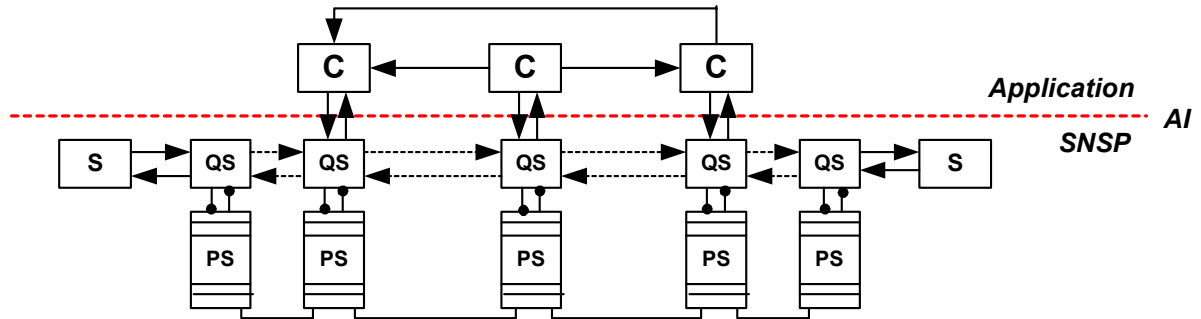 C C C
Application
AI
SNSP
S QS QS QS QS QS S
PS PS PS PS PS